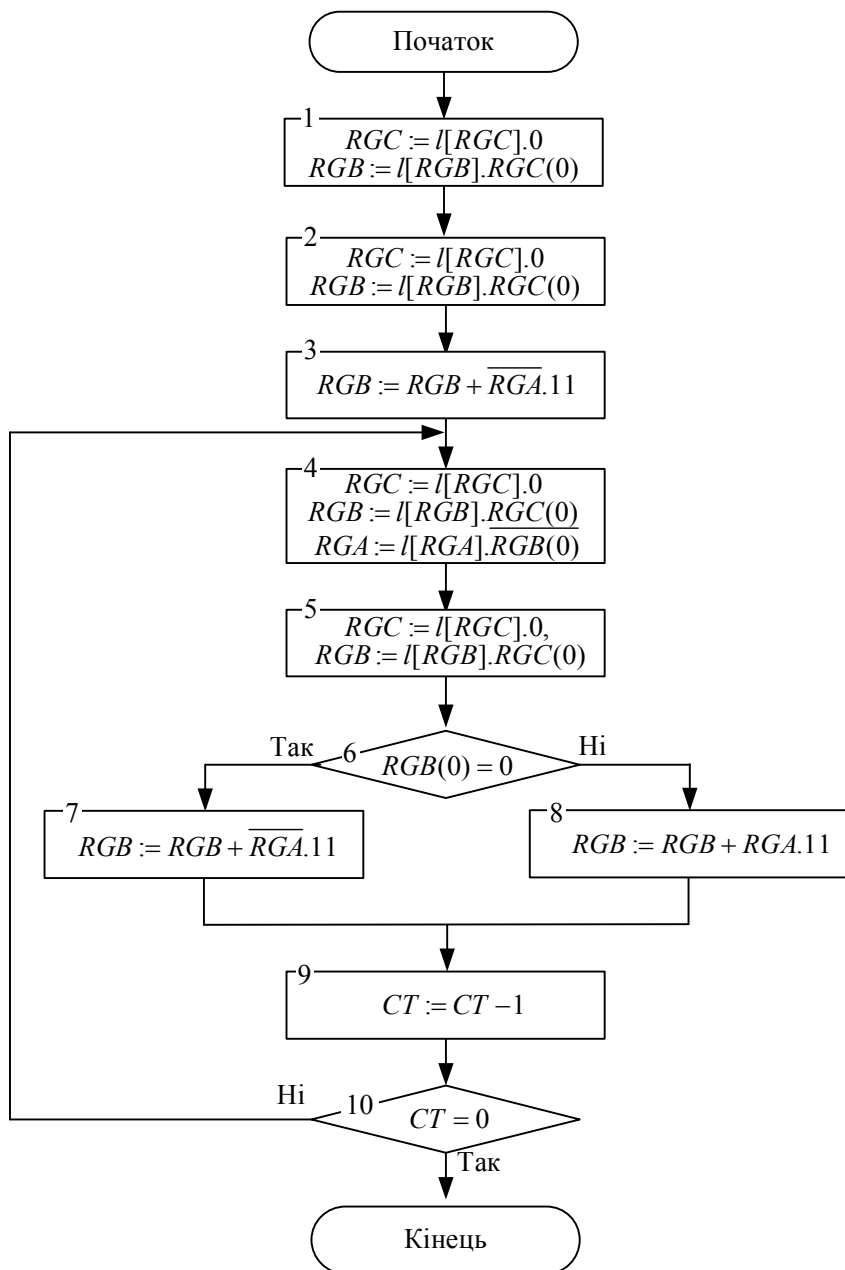 Початок
1
RGC := l[RGC].0
RGB := l[RGB].RGC(0)
2
RGC := l[RGC].0
RGB := l[RGB].RGC(0)
3
RGB := RGB + \overline{RGA}.11
4
RGC := l[RGC].0
RGB := l[RGB].RGC(0)
RGA := l[RGA].\overline{RGB(0)}
5
RGC := l[RGC].0,
RGB := l[RGB].RGC(0)
Так 6 Ні
RGB(0) = 0
7
RGB := RGB + \overline{RGA}.11
8
RGB := RGB + RGA.11
9
CT := CT − 1
Ні 10
CT = 0
Так
Кінець